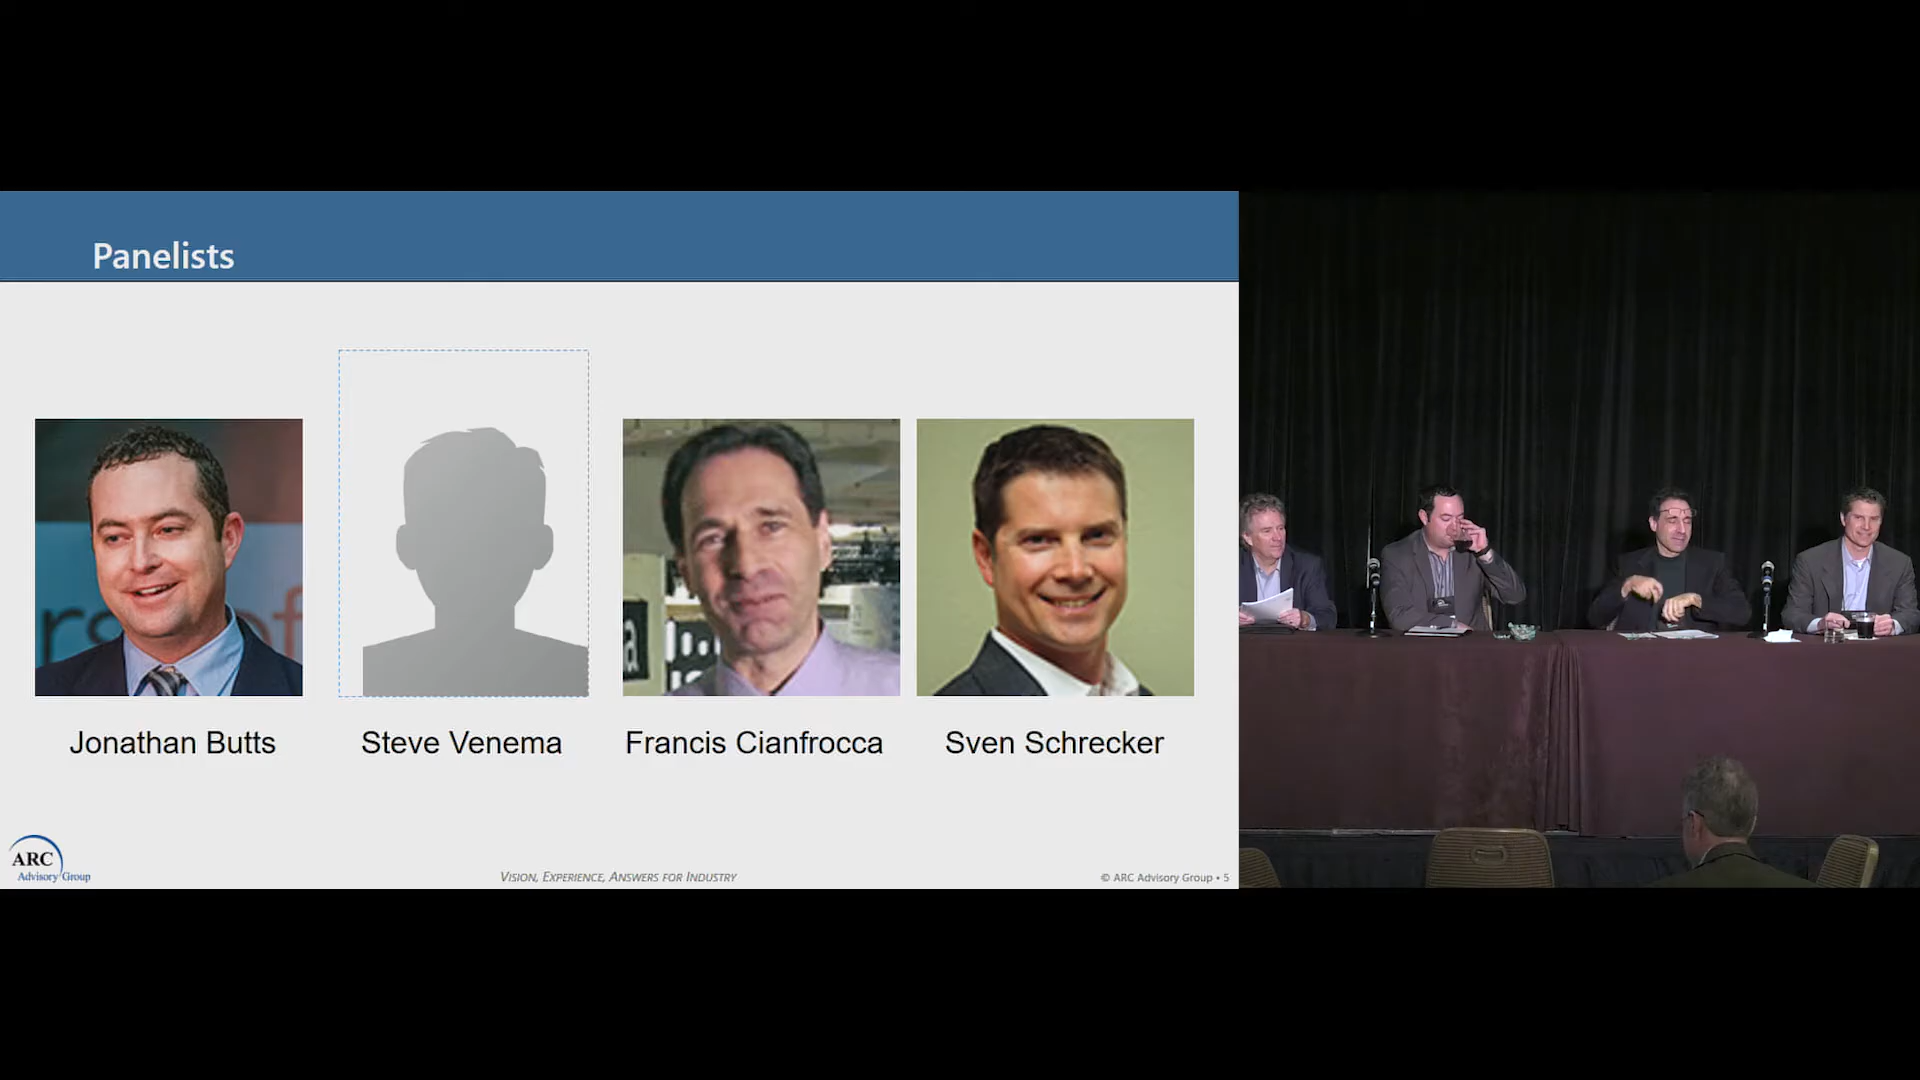 Panelists
Jonathan Butts
Steve Venema
Francis Cianfrocca
Sven Schrecker
ARC
Advisory Group
VISION, EXPERIENCE, ANSWERS FOR INDUSTRY
© ARC Advisory Group • 5